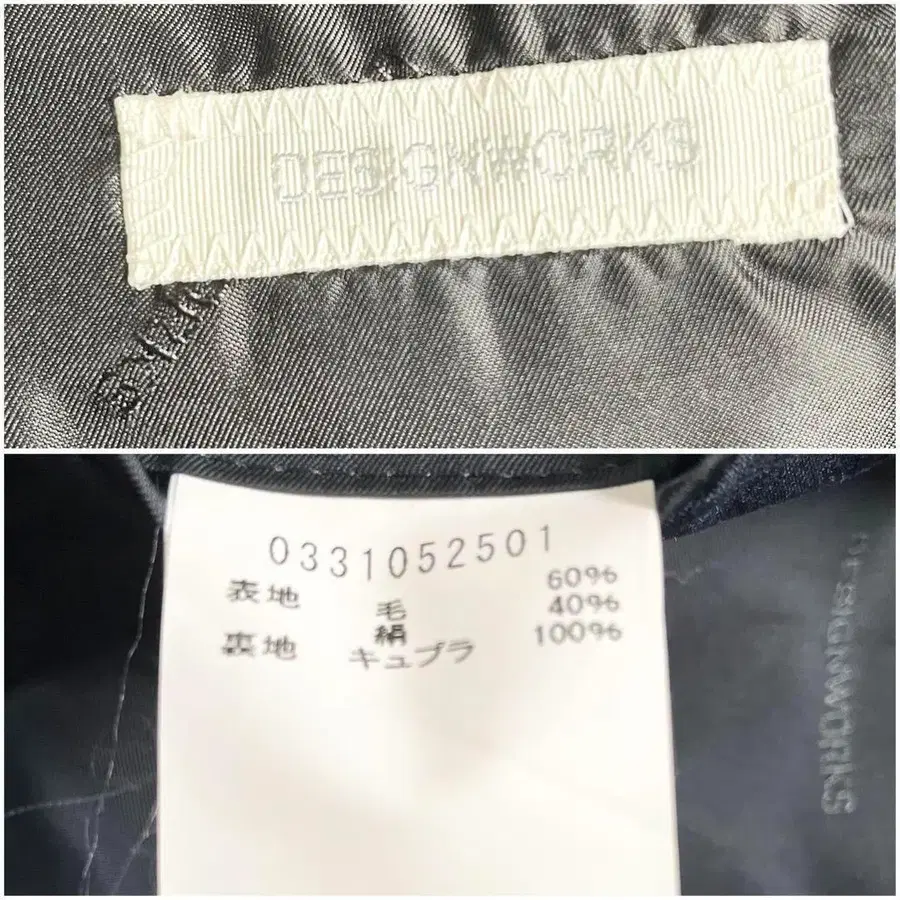 DESIGNWORKS
0331052501
表地 毛 60%
絹 40%
裏地 キュプラ 100%
DESIGNWORKS